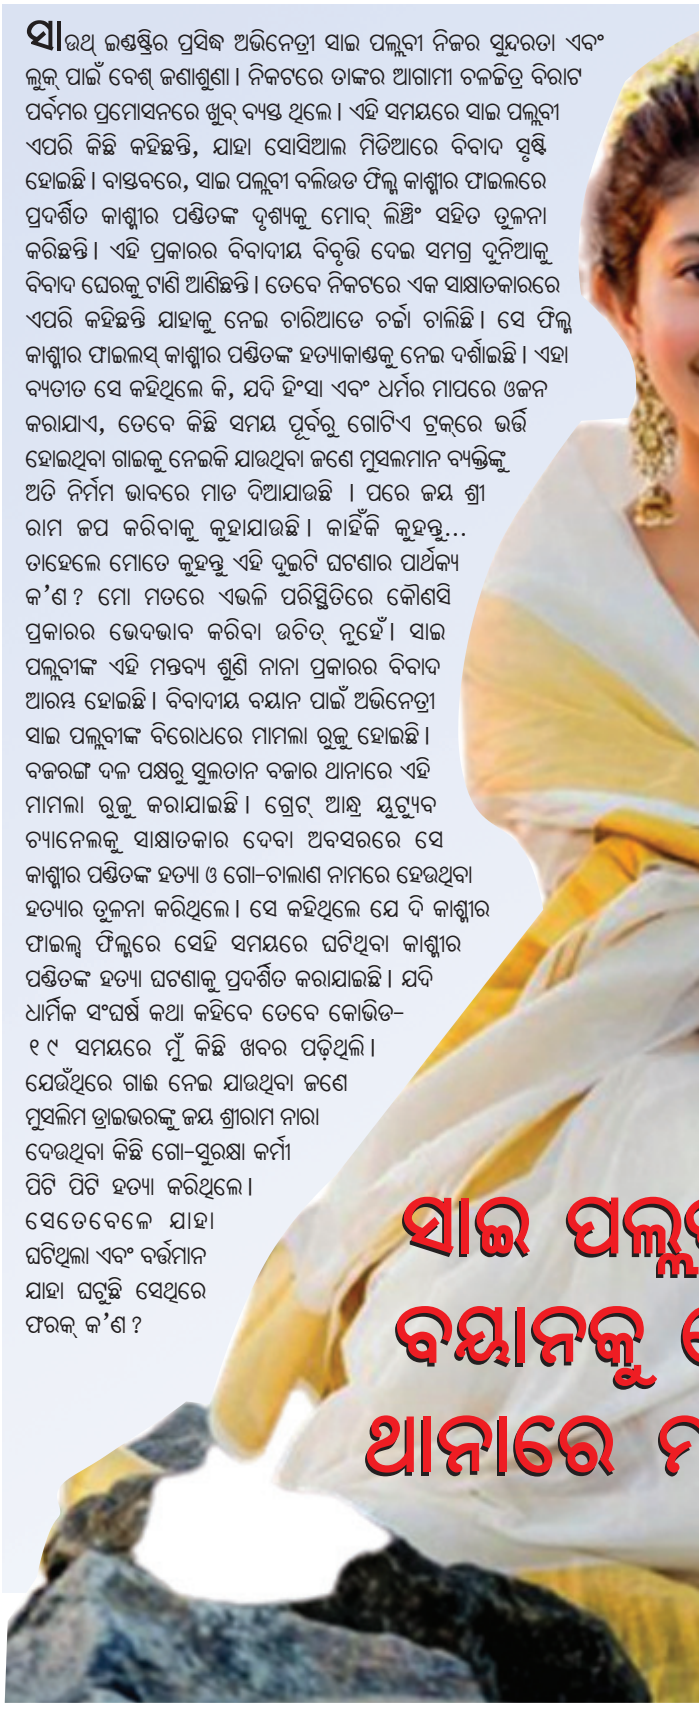 ସାଉଥ୍ ଇଣ୍ଡଷ୍ଟ୍ରିର ପ୍ରସିଦ୍ଧ ଅଭିନେତ୍ରୀ ସାଇ ପଲ୍ଲବୀ ନିଜର ସୁନ୍ଦରତା ଏବଂ
ଲୁକ୍ ପାଇଁ ବେଶ୍ ଜଣାଶୁଣା। ନିକଟରେ ତାଙ୍କର ଆଗାମୀ ଚଳଚ୍ଚିତ୍ର ବିରାଟ
ପର୍ବମର ପ୍ରମୋସନରେ ଖୁବ୍ ବ୍ୟସ୍ତ ଥିଲେ। ଏହି ସମୟରେ ସାଇ ପଲ୍ଲବୀ
ଏପରି କିଛି କହିଛନ୍ତି, ଯାହା ସୋସିଆଲ ମିଡିଆରେ ବିବାଦ ସୃଷ୍ଟି
ହୋଇଛି। ବାସ୍ତବରେ, ସାଇ ପଲ୍ଲବୀ ବଲିଉଡ ଫିଲ୍ମ କାଶ୍ମୀର ଫାଇଲରେ
ପ୍ରଦର୍ଶିତ କାଶ୍ମୀର ପଣ୍ଡିତଙ୍କ ଦୃଶ୍ୟକୁ ମୋବ୍ ଲିଞ୍ଚିଂ ସହିତ ତୁଳନା
କରିଛନ୍ତି। ଏହି ପ୍ରକାରର ବିବାଦୀୟ ବିବୃତ୍ତି ଦେଇ ସମଗ୍ର ଦୁନିଆକୁ
ବିବାଦ ଘେରକୁ ଟାଣି ଆଣିଛନ୍ତି। ତେବେ ନିକଟରେ ଏକ ସାକ୍ଷାତକାରରେ
ଏପରି କହିଛନ୍ତି ଯାହାକୁ ନେଇ ଚାରିଆଡେ ଚର୍ଚ୍ଚା ଚାଲିଛି। ସେ ଫିଲ୍ମ
କାଶ୍ମୀର ଫାଇଲସ୍ କାଶ୍ମୀର ପଣ୍ଡିତଙ୍କ ହତ୍ୟାକାଣ୍ଡକୁ ନେଇ ଦର୍ଶାଇଛି। ଏହା
ବ୍ୟତୀତ ସେ କହିଥିଲେ କି, ଯଦି ହିଂସା ଏବଂ ଧର୍ମର ମାପରେ ଓଜନ
କରାଯାଏ, ତେବେ କିଛି ସମୟ ପୂର୍ବରୁ ଗୋଟିଏ ଟ୍ରକ୍‌ରେ ଭର୍ତ୍ତି
ହୋଇଥିବା ଗାଇକୁ ନେଇକି ଯାଉଥିବା ଜଣେ ମୁସଲମାନ ବ୍ୟକ୍ତିଙ୍କୁ
ଅତି ନିର୍ମମ ଭାବରେ ମାଡ ଦିଆଯାଉଛି । ପରେ ଜୟ ଶ୍ରୀ
ରାମ ଜପ କରିବାକୁ କୁହାଯାଉଛି। କାହିଁକି କୁହନ୍ତୁ...
ତାହେଲେ ମୋତେ କୁହନ୍ତୁ ଏହି ଦୁଇଟି ଘଟଣାର ପାର୍ଥକ୍ୟ
କ’ଣ? ମୋ ମତରେ ଏଭଳି ପରିସ୍ଥିତିରେ କୌଣସି
ପ୍ରକାରର ଭେଦଭାବ କରିବା ଉଚିତ୍ ନୁହେଁ। ସାଇ
ପଲ୍ଲବୀଙ୍କ ଏହି ମନ୍ତବ୍ୟ ଶୁଣି ନାନା ପ୍ରକାରର ବିବାଦ
ଆରମ୍ଭ ହୋଇଛି। ବିବାଦୀୟ ବୟାନ ପାଇଁ ଅଭିନେତ୍ରୀ
ସାଇ ପଲ୍ଲବୀଙ୍କ ବିରୋଧରେ ମାମଲା ରୁଜୁ ହୋଇଛି।
ବଜରଙ୍ଗ ଦଳ ପକ୍ଷରୁ ସୁଲତାନ ବଜାର ଥାନାରେ ଏହି
ମାମଲା ରୁଜୁ କରାଯାଇଛି। ଗ୍ରେଟ୍ ଆନ୍ଧ୍ର ୟୁଟ୍ୟୁବ
ଚ୍ୟାନେଲକୁ ସାକ୍ଷାତକାର ଦେବା ଅବସରରେ ସେ
କାଶ୍ମୀର ପଣ୍ଡିତଙ୍କ ହତ୍ୟା ଓ ଗୋ-ଚାଲାଣ ନାମରେ ହେଉଥିବା
ହତ୍ୟାର ତୁଳନା କରିଥିଲେ। ସେ କହିଥିଲେ ଯେ ଦି କାଶ୍ମୀର
ଫାଇଲ୍ସ ଫିଲ୍ମରେ ସେହି ସମୟରେ ଘଟିଥିବା କାଶ୍ମୀର
ପଣ୍ଡିତଙ୍କ ହତ୍ୟା ଘଟଣାକୁ ପ୍ରଦର୍ଶିତ କରାଯାଇଛି। ଯଦି
ଧାର୍ମିକ ସଂଘର୍ଷ କଥା କହିବେ ତେବେ କୋଭିଡ-
୧୯ ସମୟରେ ମୁଁ କିଛି ଖବର ପଢ଼ିଥିଲି।
ଯେଉଁଥିରେ ଗାଈ ନେଇ ଯାଉଥିବା ଜଣେ
ମୁସଲିମ ଡ୍ରାଇଭରଙ୍କୁ ଜୟ ଶ୍ରୀରାମ ନାରା
ଦେଉଥିବା କିଛି ଗୋ-ସୁରକ୍ଷା କର୍ମୀ
ପିଟି ପିଟି ହତ୍ୟା କରିଥିଲେ।
ସେତେବେଳେ ଯାହା
ଘଟିଥିଲା ଏବଂ ବର୍ତ୍ତମାନ
ଯାହା ଘଟୁଛି ସେଥିରେ
ଫରକ୍ କ’ଣ?
ସାଇ
ବୟାନକୁ
ଥାନାରେ